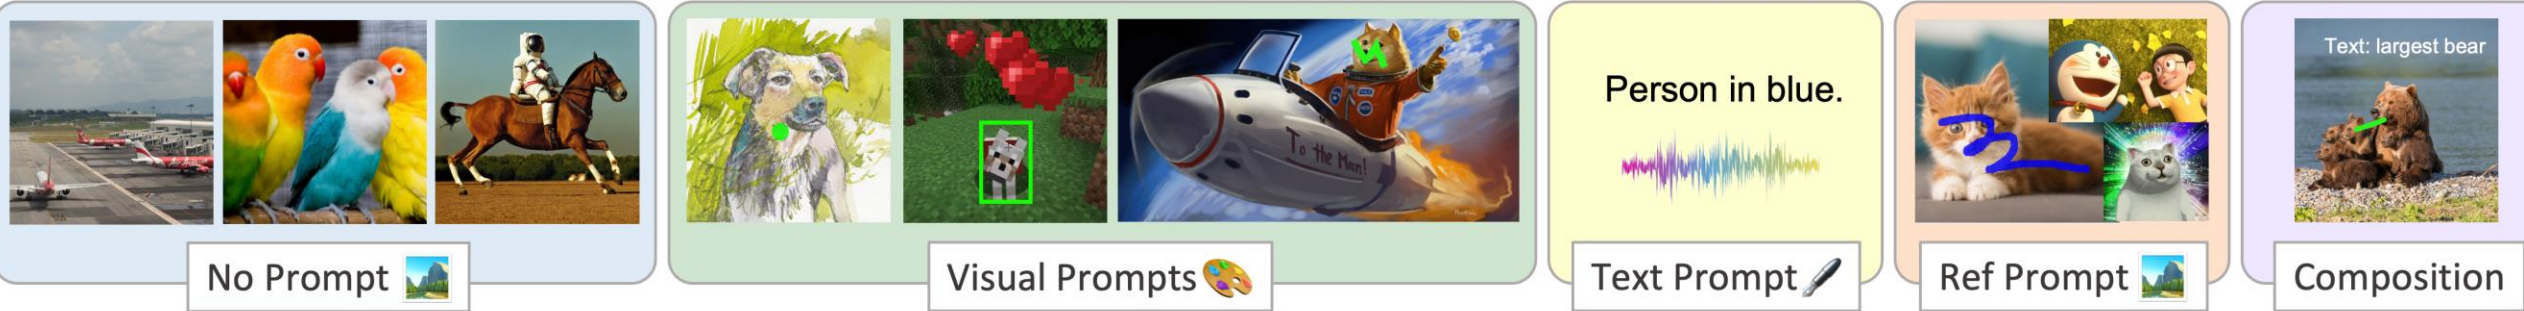 To the Moon!
Person in blue.
Text: largest bear
No Prompt
Visual Prompts
Text Prompt
Ref Prompt
Composition